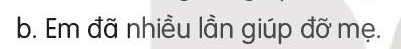 b. Em đã nhiều lần giúp đỡ mẹ.